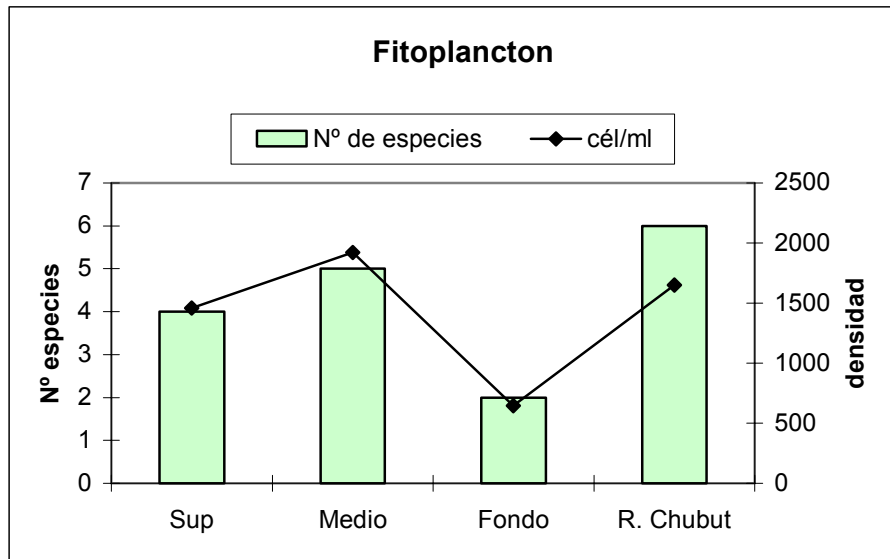 Fitoplancton
Nº de especies cél/ml
7
6
5
4
3
2
1
0
Nº especies
2500
2000
1500
1000
500
0
densidad
Sup Medio Fondo R. Chubut